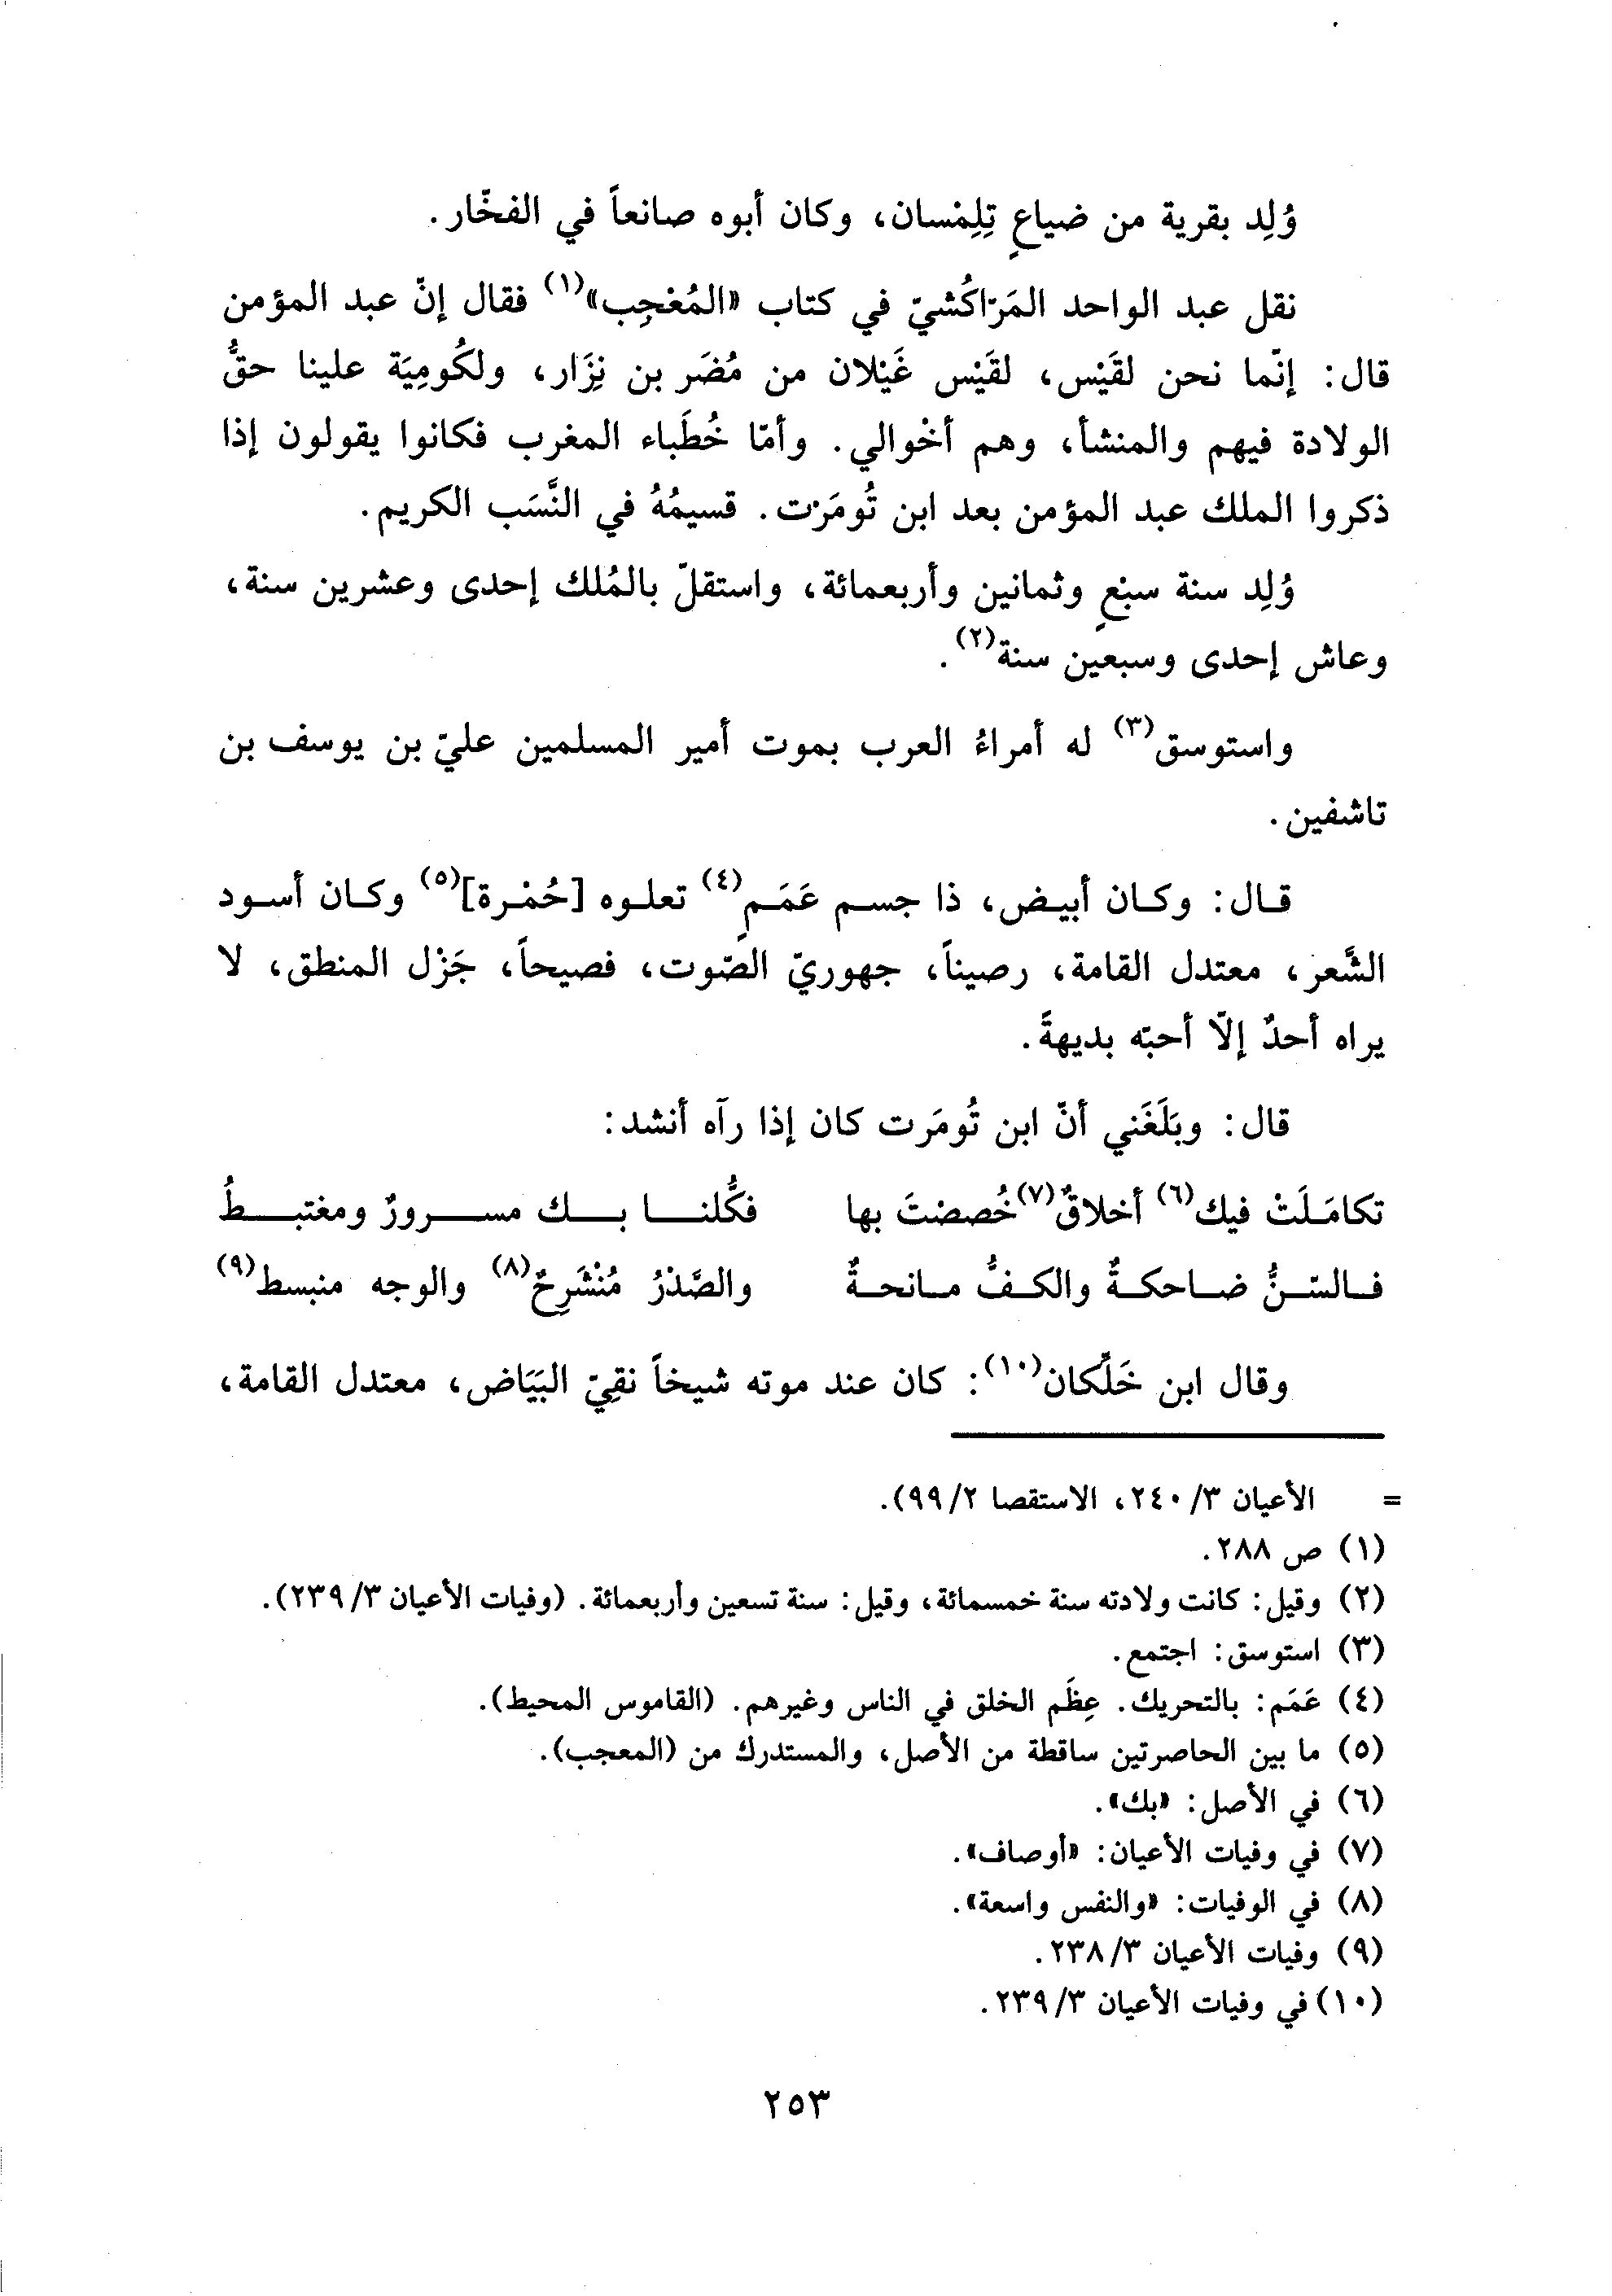 وُلِد بقرية من ضياعٍ تِلِمْسان، وكان أبوه صانعاً في الفخّار.
نقل عبد الواحد المَرّاكُشيّ في كتاب «المُعْجِب»(١) فقال إنّ عبد المؤمن
قال: إنّما نحن لقَيْس، لقَيْس غَيْلان من مُضَر بن نِزَار، ولكُومِيَة علينا حقُّ
الولادة فيهم والمنشأ، وهم أخْوالي. وأمّا خُطَباء المغرب فكانوا يقولون إذا
ذكروا الملك عبد المؤمن بعد ابن تُومَرْت. قسيمُهُ في النَّسَب الكريم.
وُلِد سنة سبْعٍ وثمانين وأربعمائة، واستقلّ بالمُلك إحدى وعشرين سنة،
وعاش إحدى وسبعين سنة(٢).
واستوسق(٣) له أمراءُ العرب بموت أمير المسلمين عليّ بن يوسف بن
تاشفين.
قال: وكان أبيض، ذا جسم عَمَمٍ(٤) تعلوه [حُمْرة](٥) وكان أسود
الشَّعر، معتدل القامة، رصيناً، جهوريّ الصّوت، فصيحاً، جَزْل المنطق، لا
يراه أحدٌ إلّا أحبّه بديهةً.
قال: وبَلَغَني أنّ ابن تُومَرت كان إذا رآه أنشد:
تكامَلَتْ فيك(٦) أخلاقٌ(٧) خُصصْتَ بها فكُّلنا بك مسرورٌ ومغتبطُ
فالسّنُّ ضاحكةٌ والكفُّ مانحةٌ والصَّدْرُ مُنْشَرِحٌ(٨) والوجه منبسط(٩)
وقال ابن خَلِّكان(١٠): كان عند موته شيخاً نقِيّ البَيَاض، معتدل القامة،
= الأعيان ٣/ ٢٤٠، الاستقصا ٢/ ٩٩).
(١) ص ٢٨٨.
(٢) وقيل: كانت ولادته سنة خمسمائة، وقيل: سنة تسعين وأربعمائة. (وفيات الأعيان ٣/ ٢٣٩).
(٣) استوسق: اجتمع.
(٤) عَمَم: بالتحريك. عِظَم الخلق في الناس وغيرهم. (القاموس المحيط).
(٥) ما بين الحاصرتين ساقطة من الأصل، والمستدرك من (المعجب).
(٦) في الأصل: «بك».
(٧) في وفيات الأعيان: «أوصاف».
(٨) في الوفيات: «والنفس واسعة».
(٩) وفيات الأعيان ٣/ ٢٣٨.
(١٠) في وفيات الأعيان ٣/ ٢٣٩.
٢٥٣